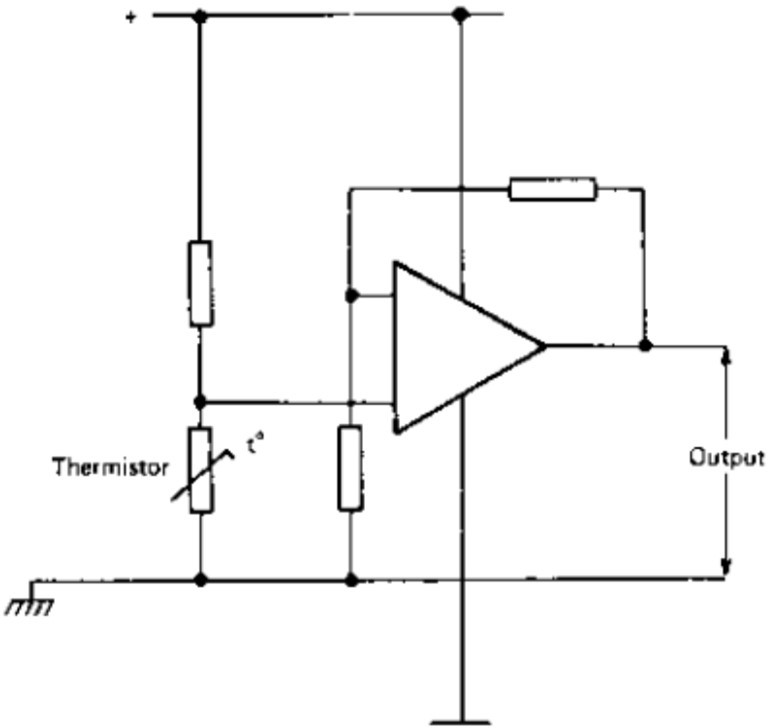 +
t°
Thermistor
Output